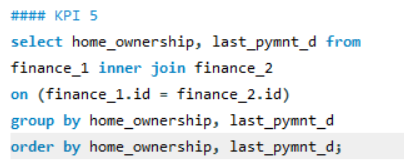 #### KPI 5
select home_ownership, last_pymnt_d from
finance_1 inner join finance_2
on (finance_1.id = finance_2.id)
group by home_ownership, last_pymnt_d
order by home_ownership, last_pymnt_d;